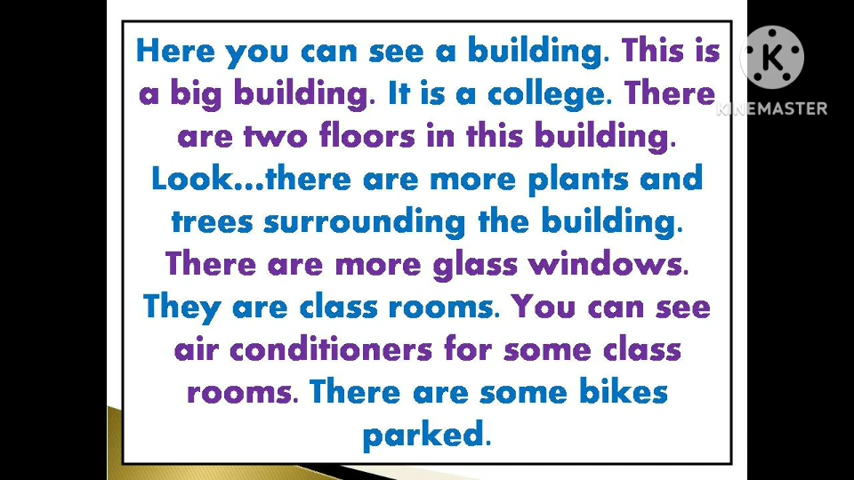 Here you can see a building. This is
a big building. It is a college. There
are two floors in this building.
Look...there are more plants and
trees surrounding the building.
There are more glass windows.
They are class rooms. You can see
air conditioners for some class
rooms. There are some bikes
parked.
K
KINEMASTER